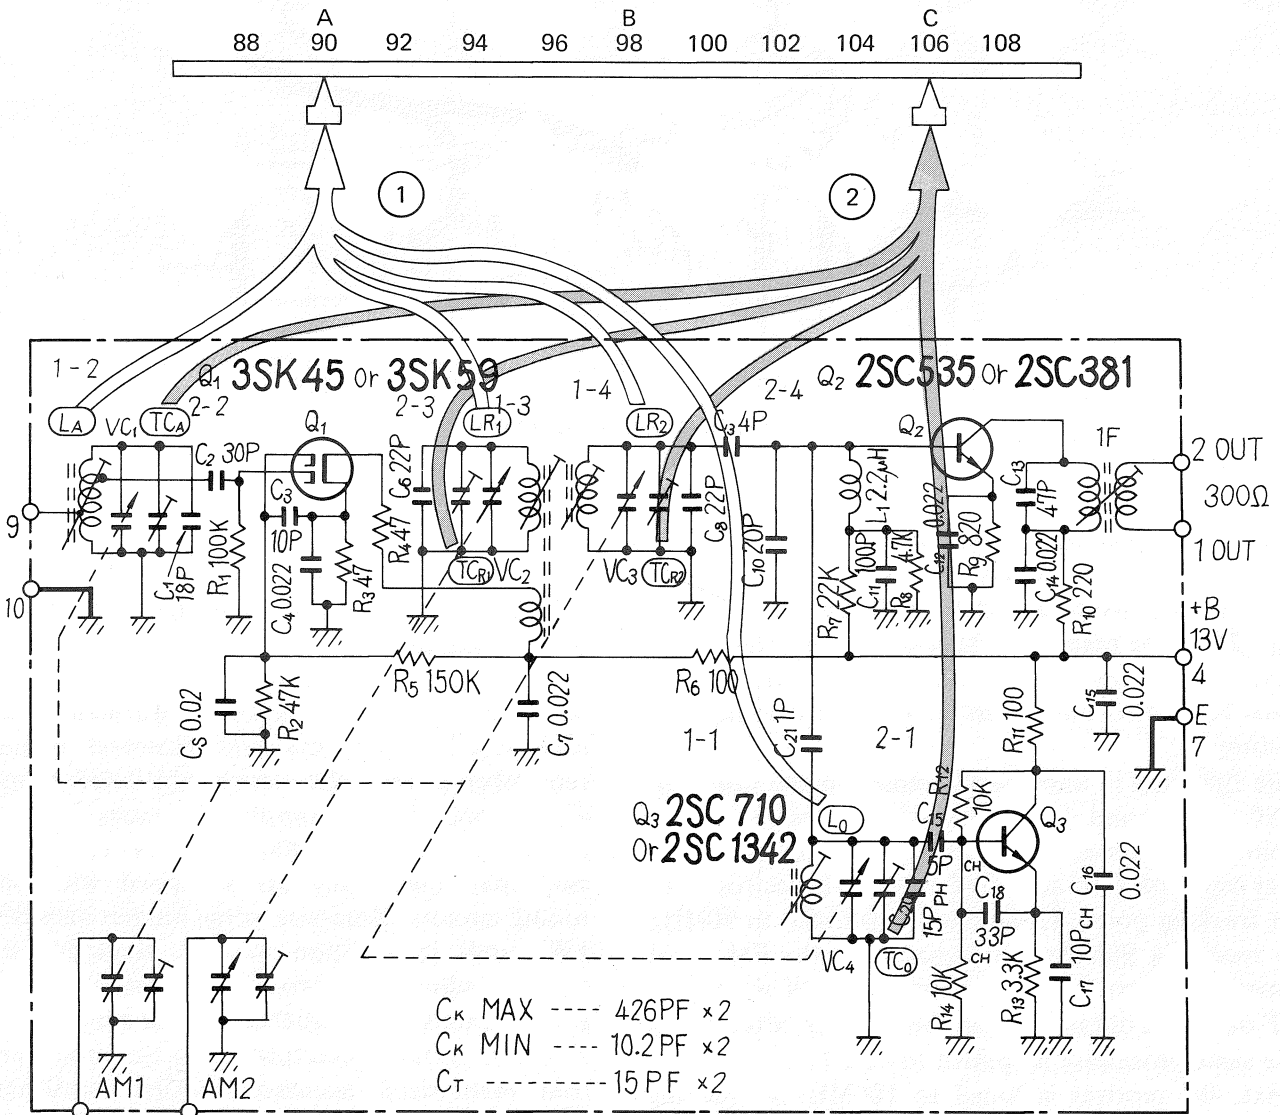 A B C
88 90 92 94 96 98 100 102 104 106 108
1 2
1-2 Q1 3SK45 or 3SK59 1-4 2-4 Q2 2SC535 or 2SC381
LA TCA 2-2 2-3 LR1 1-3 LR2
VC1 Q1 C3 4P Q2 1F
C2 30P C6 22P C8 22P L1 2.2μH 0.022 C13 47P 2 OUT
C3 10P R4 47 C10 20P 300Ω
9 C1 18P R1 100K C4 0.022 R3 47 TCR1 VC2 VC3 TCR2 R7 22K C11 100P R8 4.7K C12 R9 820 C14 0.022 R10 220 1 OUT
10 +B
13V
R5 150K R6 100 4
C5 0.02 R2 47K C7 0.022 C21 1P R11 100 C15 0.022 E
1-1 2-1 7
R12 10K
Q3 2SC 710 LO C15 Q3
Or 2SC 1342 5P CH C16 0.022
15P PH C18
33P CH
VC4 TCO R14 10K R13 3.3K C17 10P CH
CK MAX ---- 426PF ×2
CK MIN ---- 10.2PF ×2
CT --------- 15PF ×2
AM1 AM2